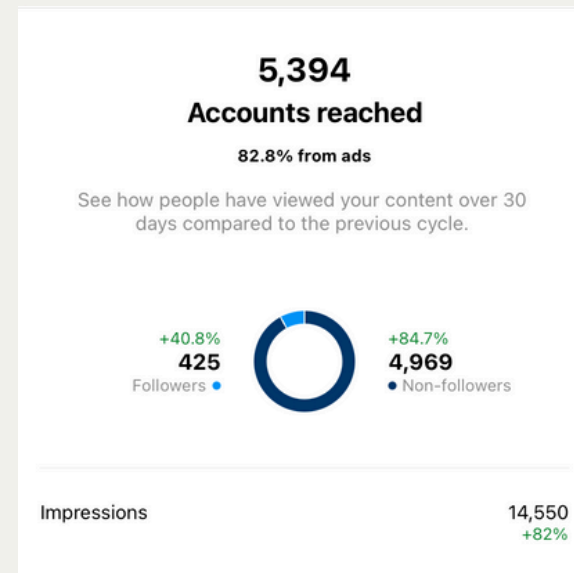 5,394
Accounts reached
82.8% from ads
See how people have viewed your content over 30
days compared to the previous cycle.
+40.8%
425
Followers
+84.7%
4,969
Non-followers
Impressions
14,550
+82%